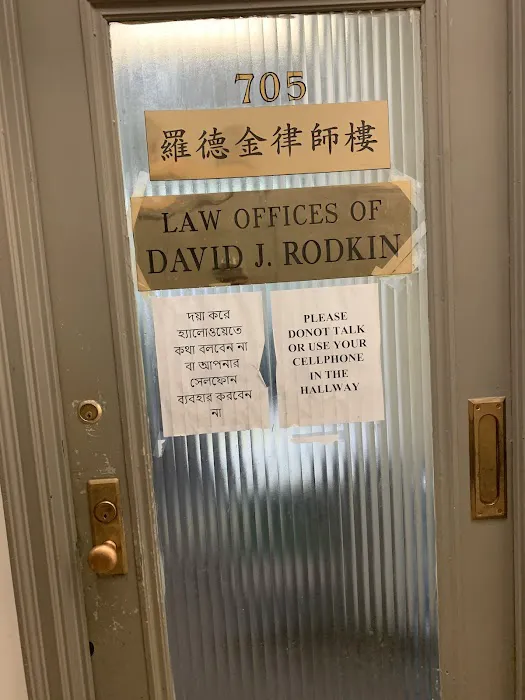 705
羅德金律師樓
LAW OFFICES OF
DAVID J. RODKIN
দয়া করে
হ্যালোওয়েতে
কথা বলবেন না
বা আপনার
সেলফোন
ব্যবহার করবেন
না
PLEASE
DONOT TALK
OR USE YOUR
CELLPHONE
IN THE
HALLWAY